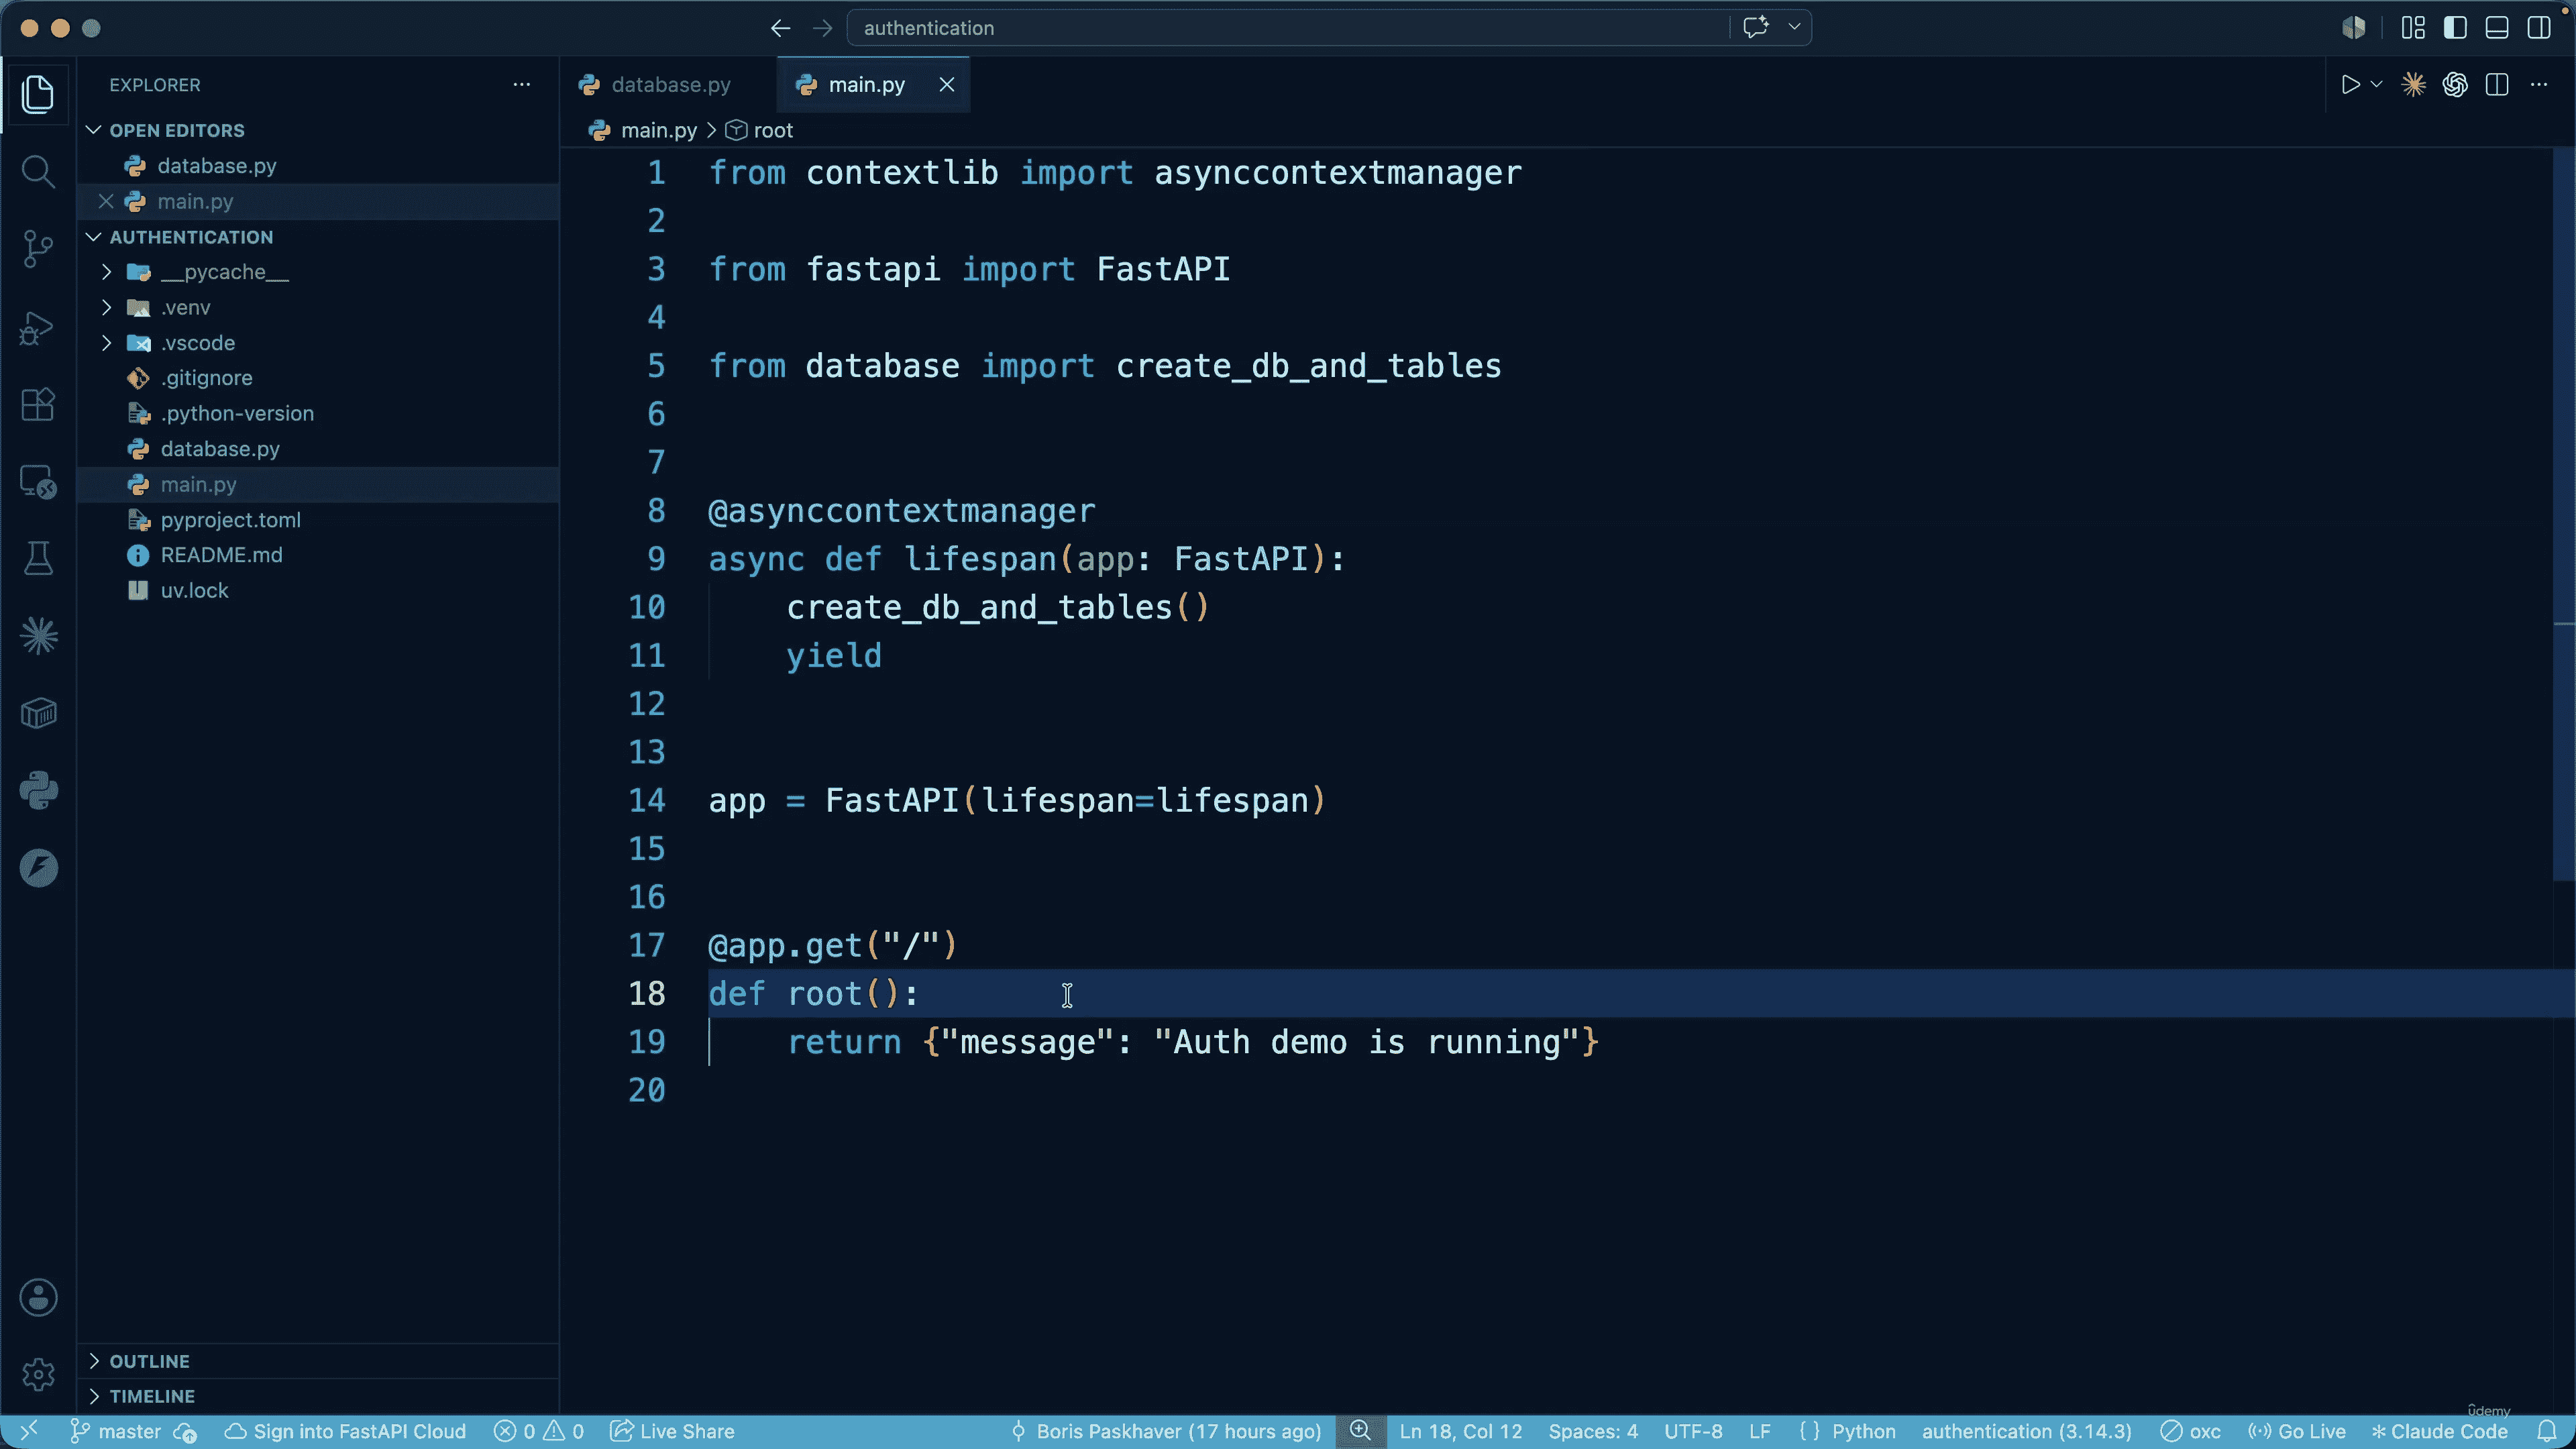 authentication
EXPLORER
OPEN EDITORS
database.py
main.py
AUTHENTICATION
__pycache__
.venv
.vscode
.gitignore
.python-version
database.py
main.py
pyproject.toml
README.md
uv.lock
OUTLINE
TIMELINE
database.py
main.py
main.py > root
1 from contextlib import asynccontextmanager
2
3 from fastapi import FastAPI
4
5 from database import create_db_and_tables
6
7
8 @asynccontextmanager
9 async def lifespan(app: FastAPI):
10 create_db_and_tables()
11 yield
12
13
14 app = FastAPI(lifespan=lifespan)
15
16
17 @app.get("/")
18 def root():
19 return {"message": "Auth demo is running"}
20
ûdemy
master Sign into FastAPI Cloud 0 0 Live Share Boris Paskhaver (17 hours ago) Ln 18, Col 12 Spaces: 4 UTF-8 LF { } Python authentication (3.14.3) oxc Go Live Claude Code